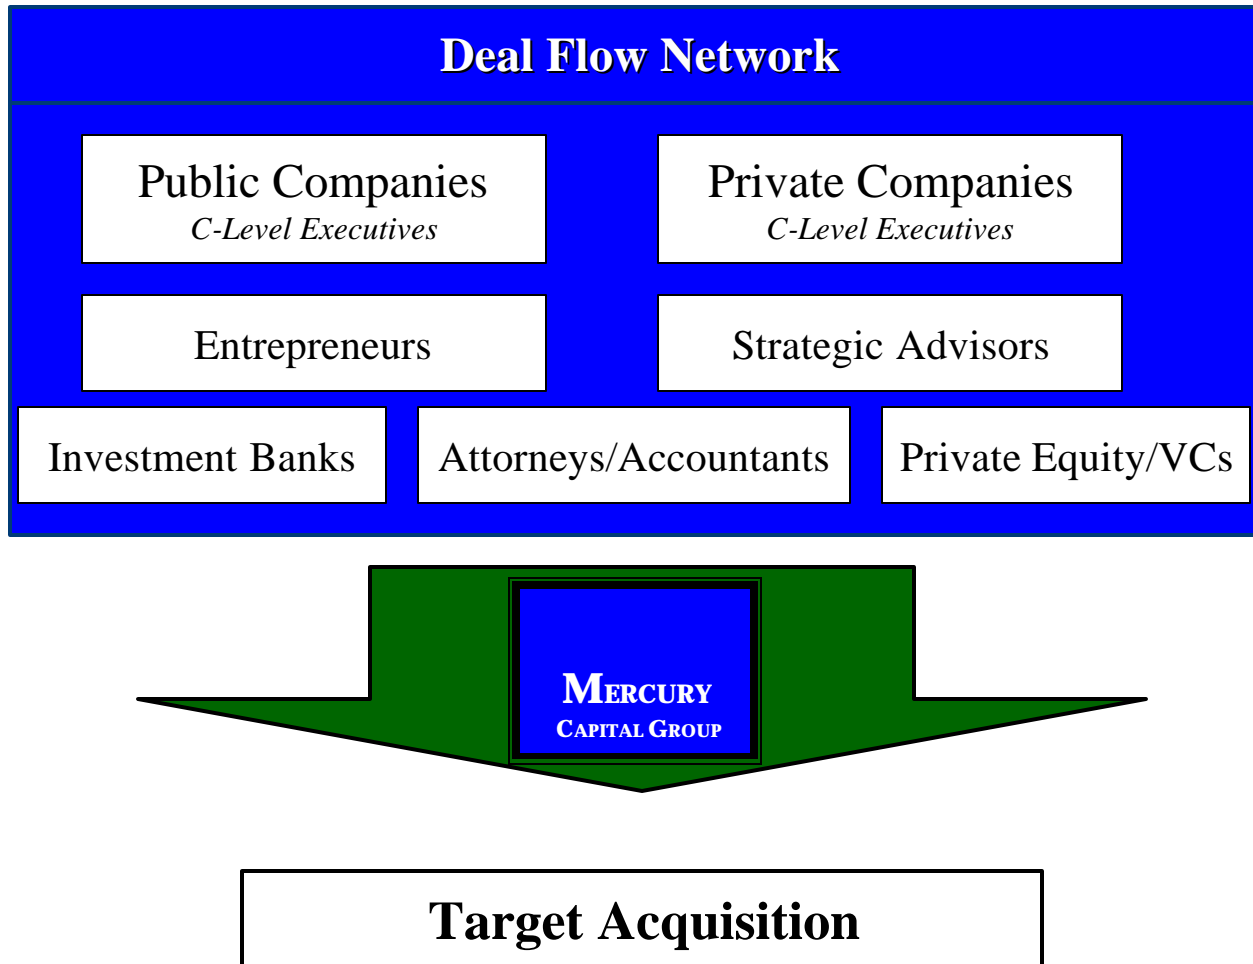 Deal Flow Network
Public Companies
C-Level Executives
Private Companies
C-Level Executives
Entrepreneurs
Strategic Advisors
Investment Banks
Attorneys/Accountants
Private Equity/VCs
MERCURY
CAPITAL GROUP
Target Acquisition